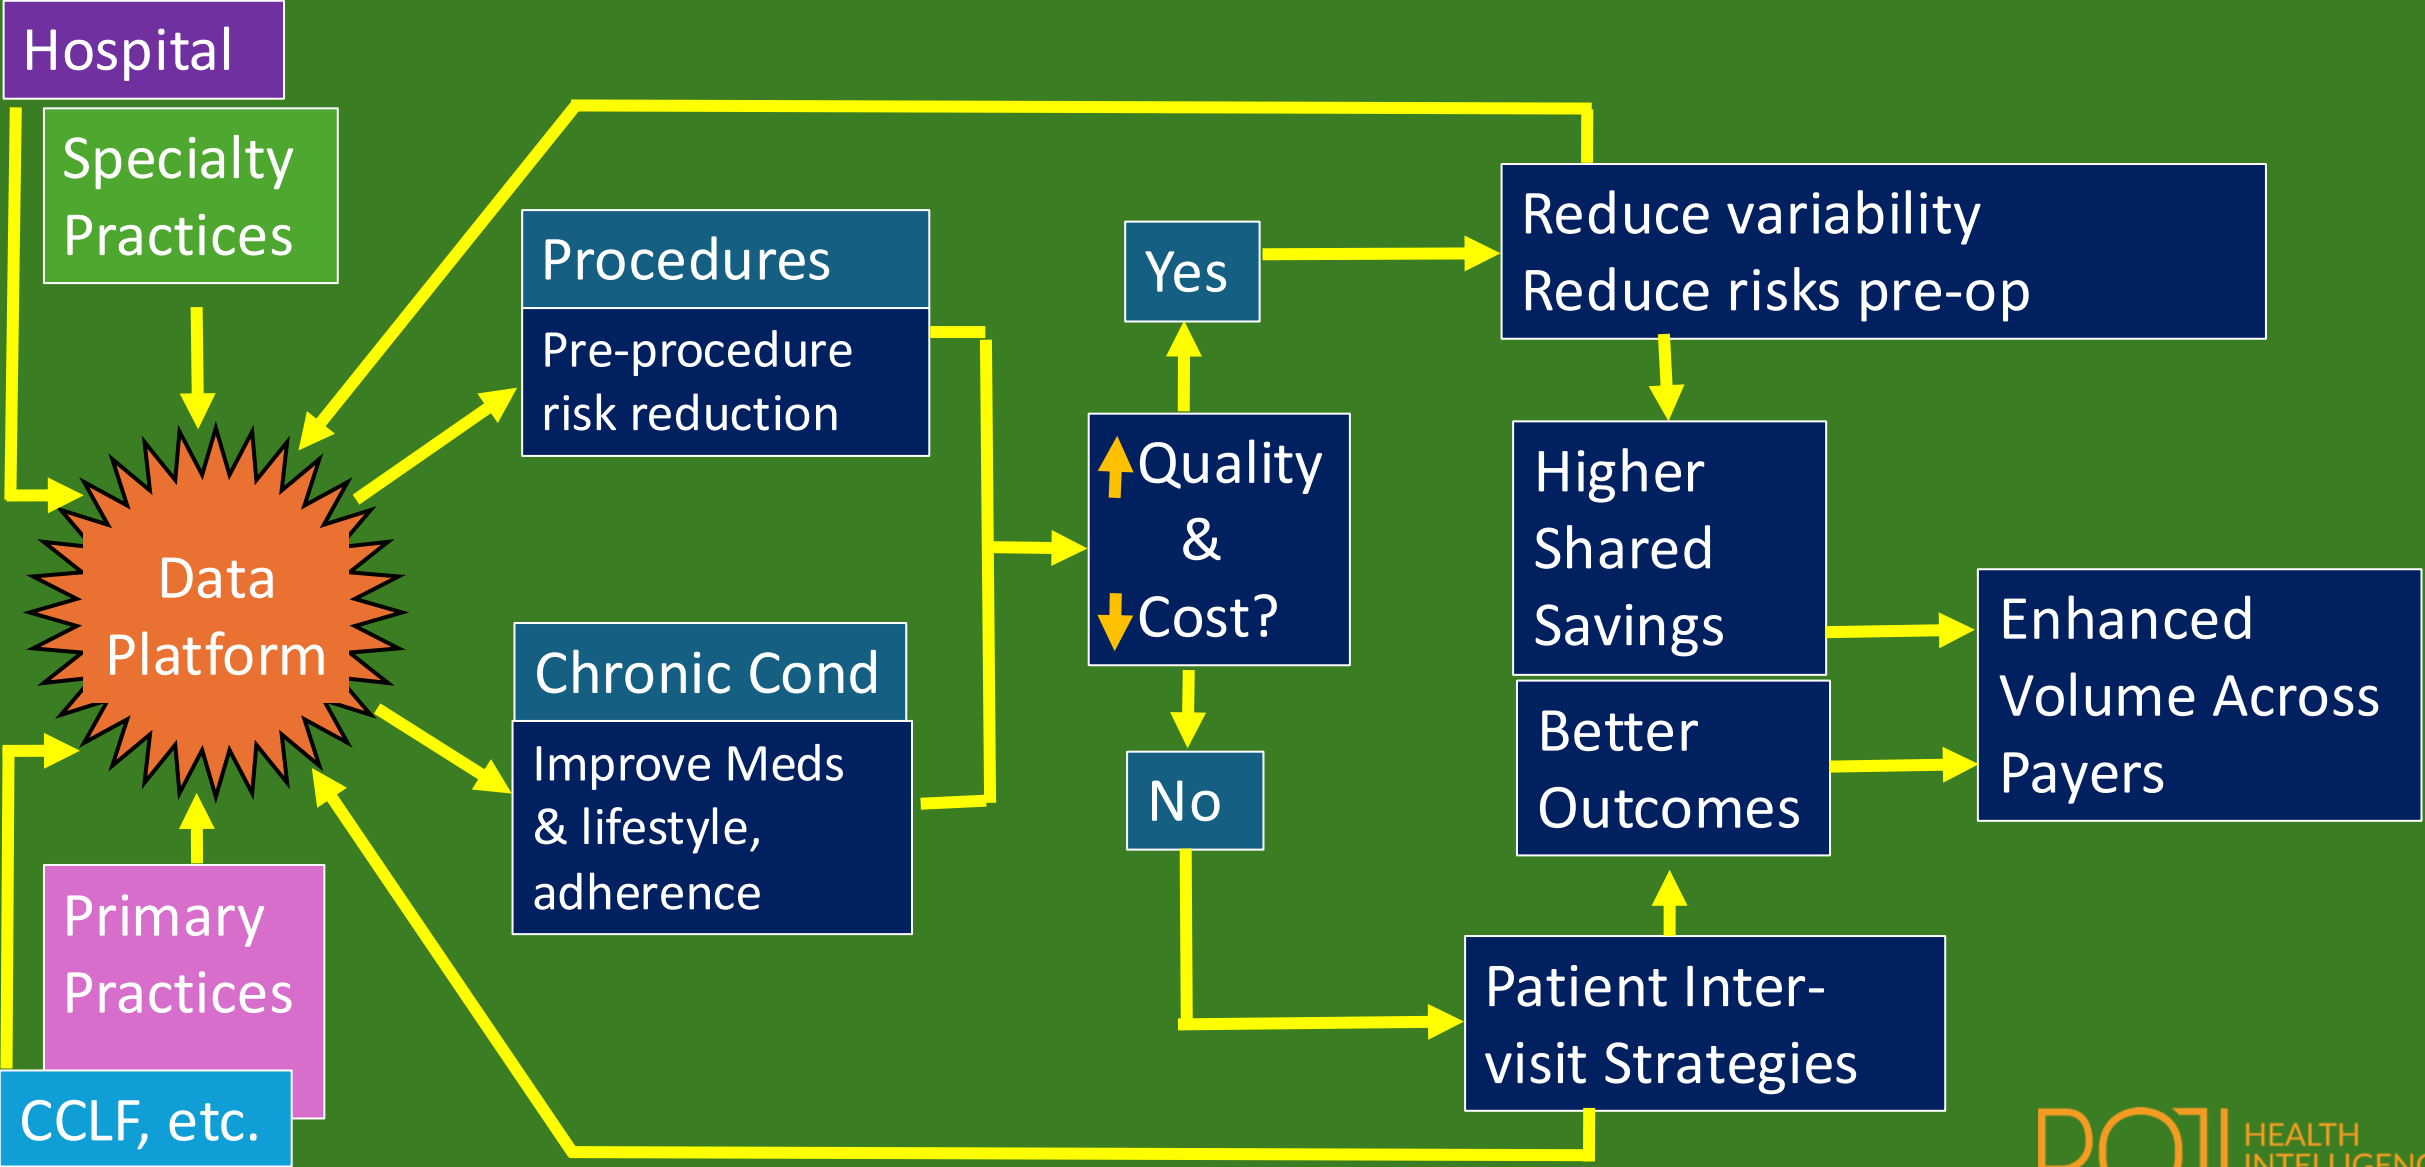 Hospital
Specialty
Practices
Data
Platform
Primary
Practices
CCLF, etc.
Procedures
Pre-procedure
risk reduction
Chronic Cond
Improve Meds
& lifestyle,
adherence
Quality
&
Cost?
Yes
No
Reduce variability
Reduce risks pre-op
Higher
Shared
Savings
Better
Outcomes
Enhanced
Volume Across
Payers
Patient Inter-
visit Strategies
HEALTH